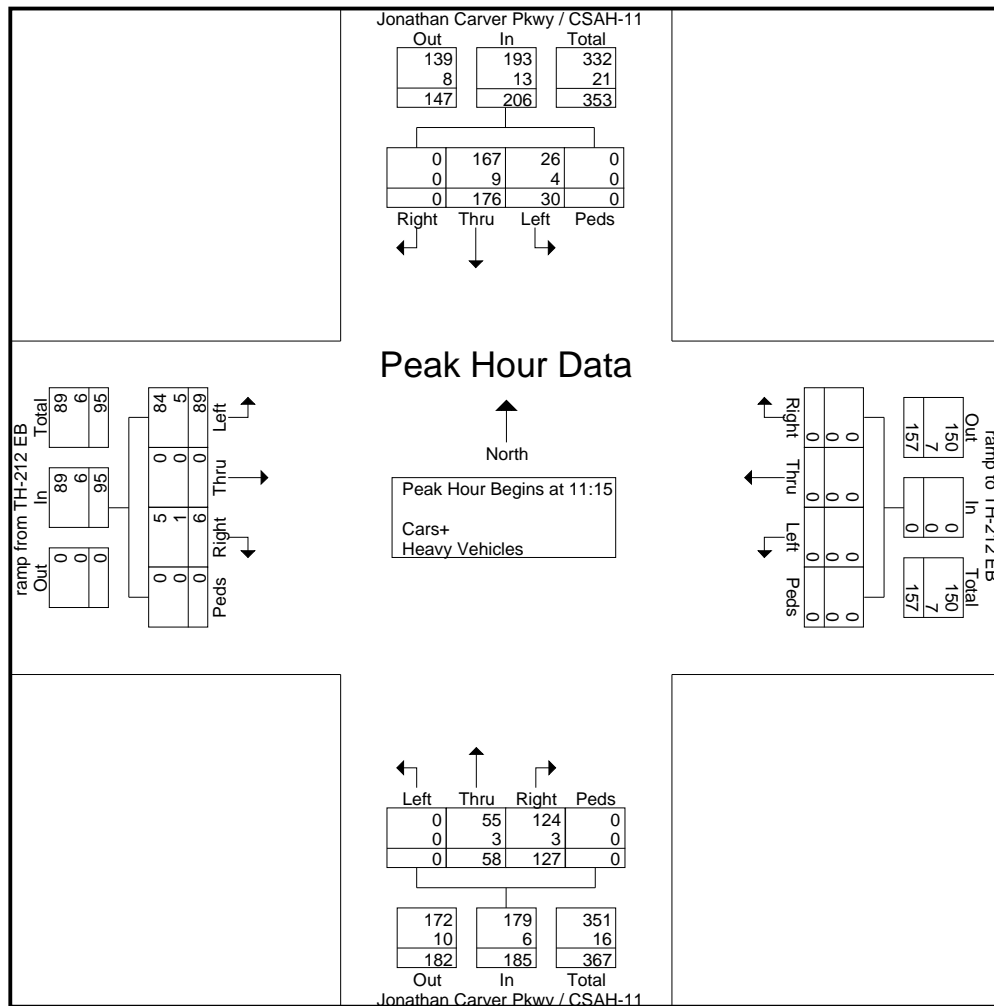 Jonathan Carver Pkwy / CSAH-11
Out In Total
139 193 332
8 13 21
147 206 353
0 167 26 0
0 9 4 0
0 176 30 0
Right Thru Left Peds
Peak Hour Data
North
Peak Hour Begins at 11:15
Cars+
Heavy Vehicles
ramp from TH-212 EB
Out In Total
0 89 89
0 6 6
0 95 95
0 5 0 84
0 1 0 5
0 6 0 89
Peds Right Thru Left
ramp to TH-212 EB
Out In Total
150 0 150
7 0 7
157 0 157
0 0 0 0
0 0 0 0
0 0 0 0
Right Thru Left Peds
Left Thru Right Peds
0 55 124 0
0 3 3 0
0 58 127 0
172 179 351
10 6 16
182 185 367
Out In Total
Jonathan Carver Pkwy / CSAH-11